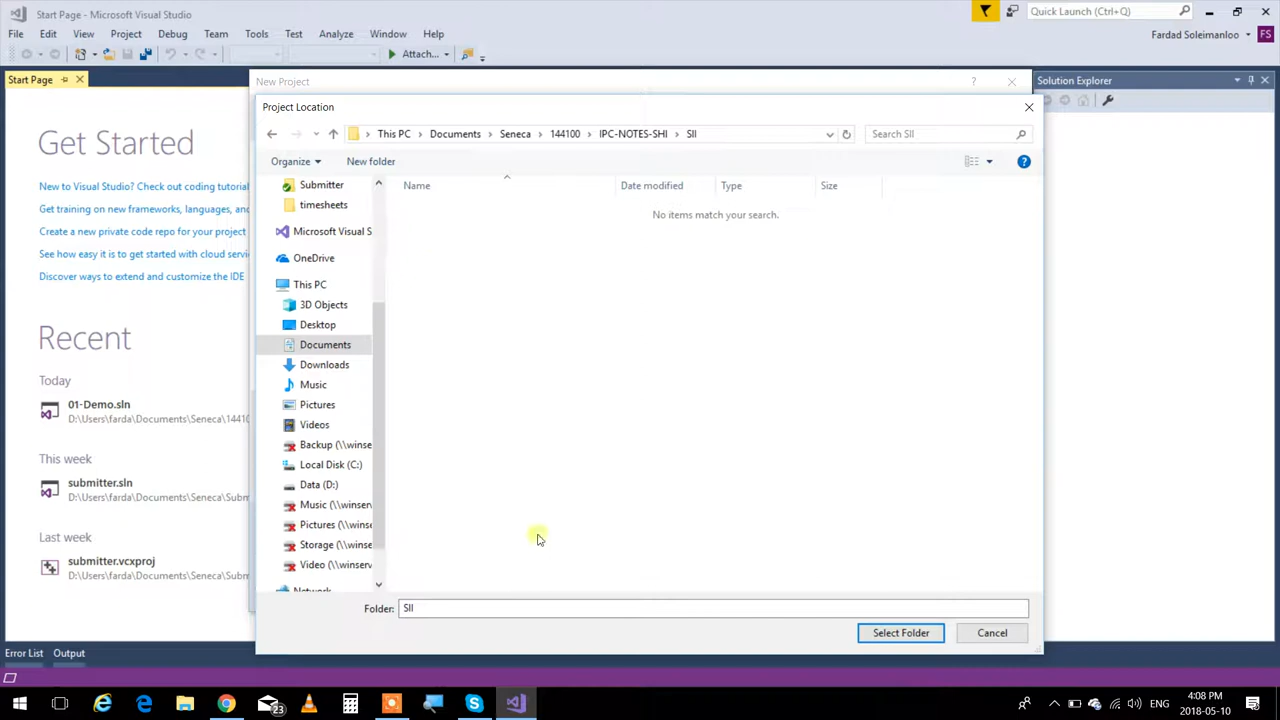 Start Page - Microsoft Visual Studio
Quick Launch (Ctrl+Q)
File Edit View Project Debug Team Tools Test Analyze Window Help
Fardad Soleimanloo FS
Attach...
Start Page
New Project
?
Solution Explorer
Project Location
This PC > Documents > Seneca > 144100 > IPC-NOTES-SHI > SII
Search SII
Organize New folder
Get Started
Name Date modified Type Size
No items match your search.
New to Visual Studio? Check out coding tutorial
Get training on new frameworks, languages, an
Create a new private code repo for your project
See how easy it is to get started with cloud servi
Discover ways to extend and customize the IDE
Submitter
timesheets
Microsoft Visual S
OneDrive
This PC
3D Objects
Desktop
Documents
Downloads
Music
Pictures
Videos
Backup (\\winse
Local Disk (C:)
Data (D:)
Music (\\winserv
Pictures (\\winse
Storage (\\winse
Video (\\winserv
Network
Recent
Today
01-Demo.sln
D:\Users\farda\Documents\Seneca\14410
This week
submitter.sln
D:\Users\farda\Documents\Seneca\Subm
Last week
submitter.vcxproj
D:\Users\farda\Documents\Seneca\Subm
Folder: SII
Select Folder Cancel
Error List Output
23
ENG
4:08 PM
2018-05-10